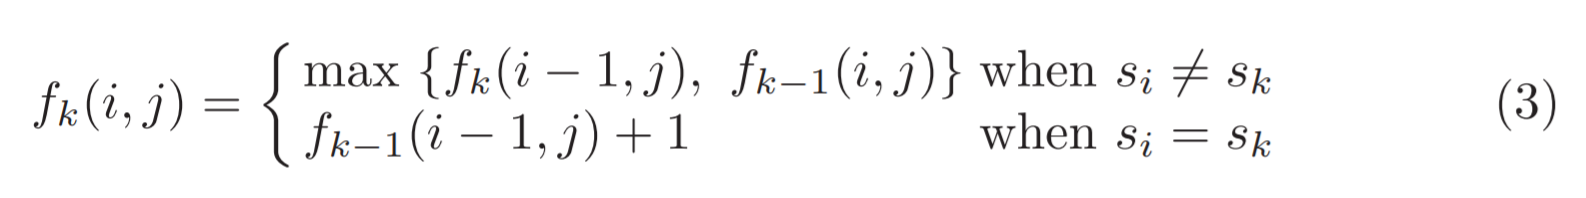 f_k(i, j) = { max {f_k(i − 1, j), f_{k−1}(i, j)} when s_i ≠ s_k
f_{k−1}(i − 1, j) + 1 when s_i = s_k (3)